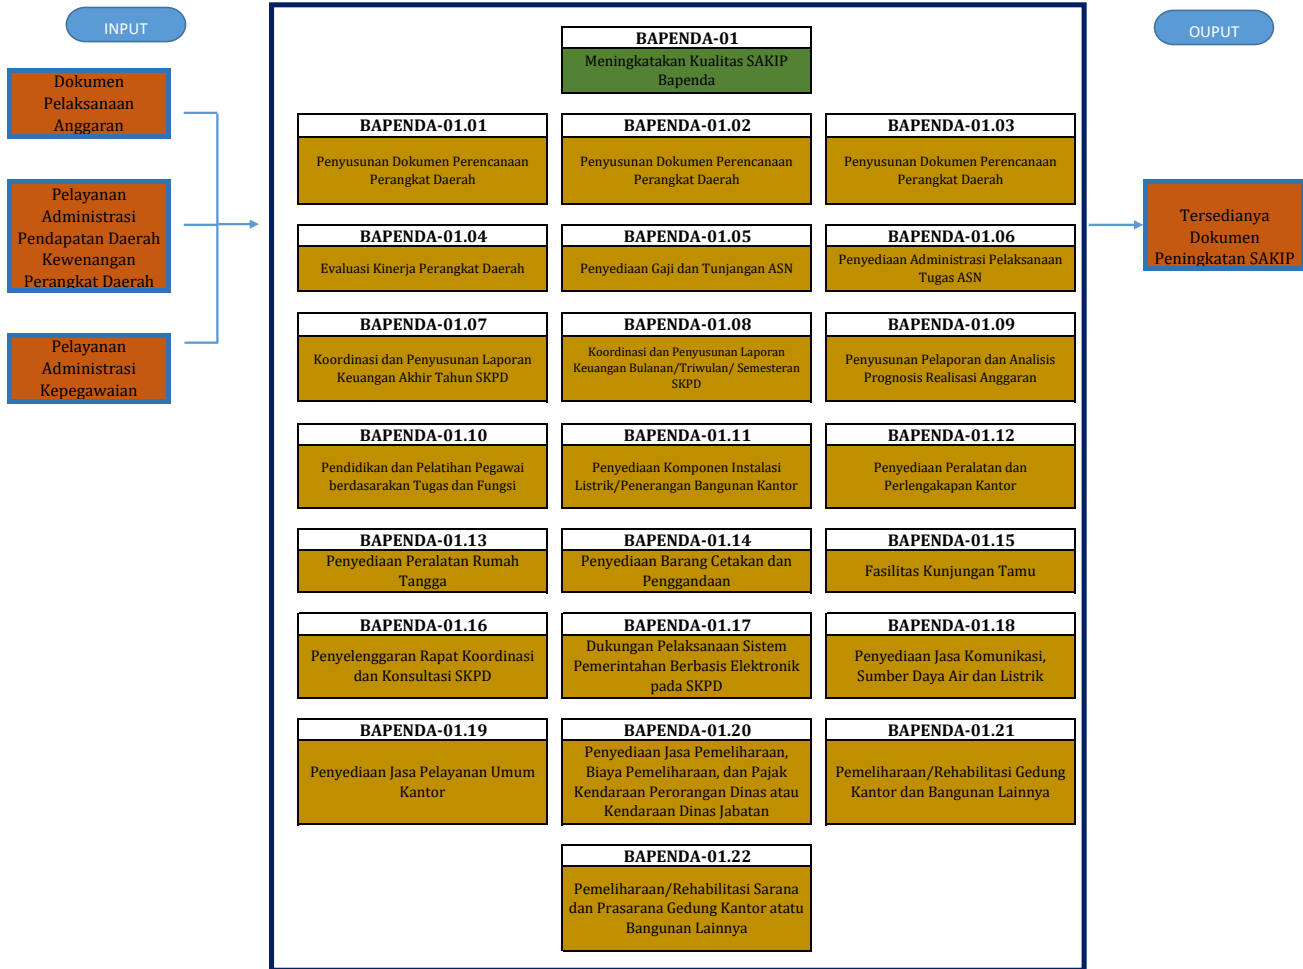 INPUT
OUPUT
Dokumen
Pelaksanaan
Anggaran
Pelayanan
Administrasi
Pendapatan Daerah
Kewenangan
Perangkat Daerah
Pelayanan
Administrasi
Kepegawaian
BAPENDA-01
Meningkatakan Kualitas SAKIP
Bapenda
BAPENDA-01.01
Penyusunan Dokumen Perencanaan
Perangkat Daerah
BAPENDA-01.02
Penyusunan Dokumen Perencanaan
Perangkat Daerah
BAPENDA-01.03
Penyusunan Dokumen Perencanaan
Perangkat Daerah
BAPENDA-01.04
Evaluasi Kinerja Perangkat Daerah
BAPENDA-01.05
Penyediaan Gaji dan Tunjangan ASN
BAPENDA-01.06
Penyediaan Administrasi Pelaksanaan
Tugas ASN
BAPENDA-01.07
Koordinasi dan Penyusunan Laporan
Keuangan Akhir Tahun SKPD
BAPENDA-01.08
Koordinasi dan Penyusunan Laporan
Keuangan Bulanan/Triwulan/ Semesteran
SKPD
BAPENDA-01.09
Penyusunan Pelaporan dan Analisis
Prognosis Realisasi Anggaran
BAPENDA-01.10
Pendidikan dan Pelatihan Pegawai
berdasarakan Tugas dan Fungsi
BAPENDA-01.11
Penyediaan Komponen Instalasi
Listrik/Penerangan Bangunan Kantor
BAPENDA-01.12
Penyediaan Peralatan dan
Perlengakapan Kantor
BAPENDA-01.13
Penyediaan Peralatan Rumah
Tangga
BAPENDA-01.14
Penyediaan Barang Cetakan dan
Penggandaan
BAPENDA-01.15
Fasilitas Kunjungan Tamu
BAPENDA-01.16
Penyelenggaran Rapat Koordinasi
dan Konsultasi SKPD
BAPENDA-01.17
Dukungan Pelaksanaan Sistem
Pemerintahan Berbasis Elektronik
pada SKPD
BAPENDA-01.18
Penyediaan Jasa Komunikasi,
Sumber Daya Air dan Listrik
BAPENDA-01.19
Penyediaan Jasa Pelayanan Umum
Kantor
BAPENDA-01.20
Penyediaan Jasa Pemeliharaan,
Biaya Pemeliharaan, dan Pajak
Kendaraan Perorangan Dinas atau
Kendaraan Dinas Jabatan
BAPENDA-01.21
Pemeliharaan/Rehabilitasi Gedung
Kantor dan Bangunan Lainnya
BAPENDA-01.22
Pemeliharaan/Rehabilitasi Sarana
dan Prasarana Gedung Kantor atatu
Bangunan Lainnya
Tersedianya
Dokumen
Peningkatan SAKIP